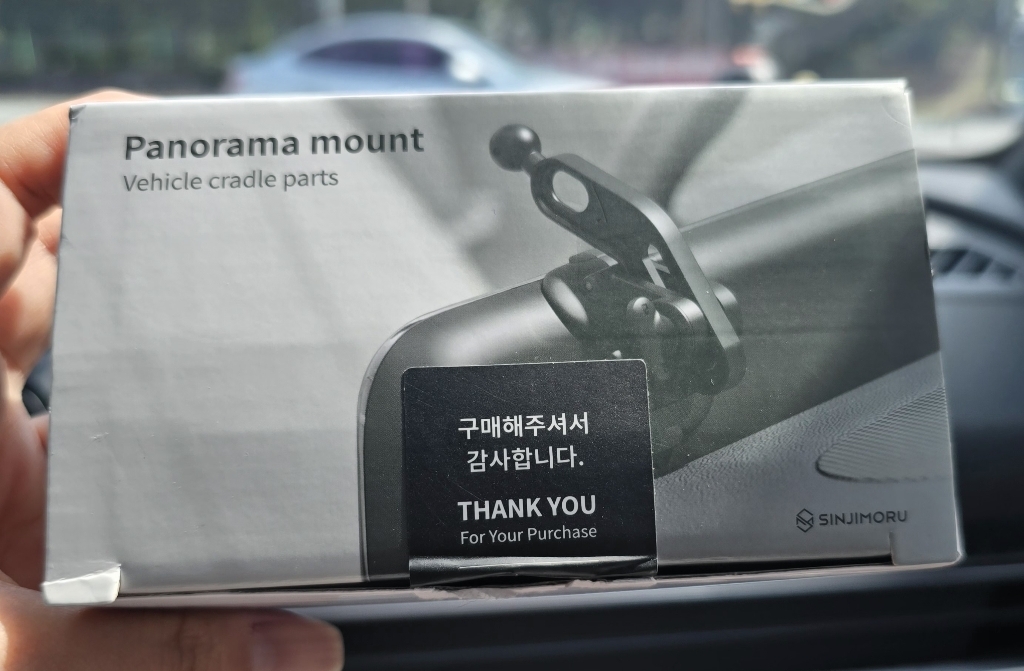 Panorama mount
Vehicle cradle parts
구매해주셔서
감사합니다.
THANK YOU
For Your Purchase
SINJIMORU